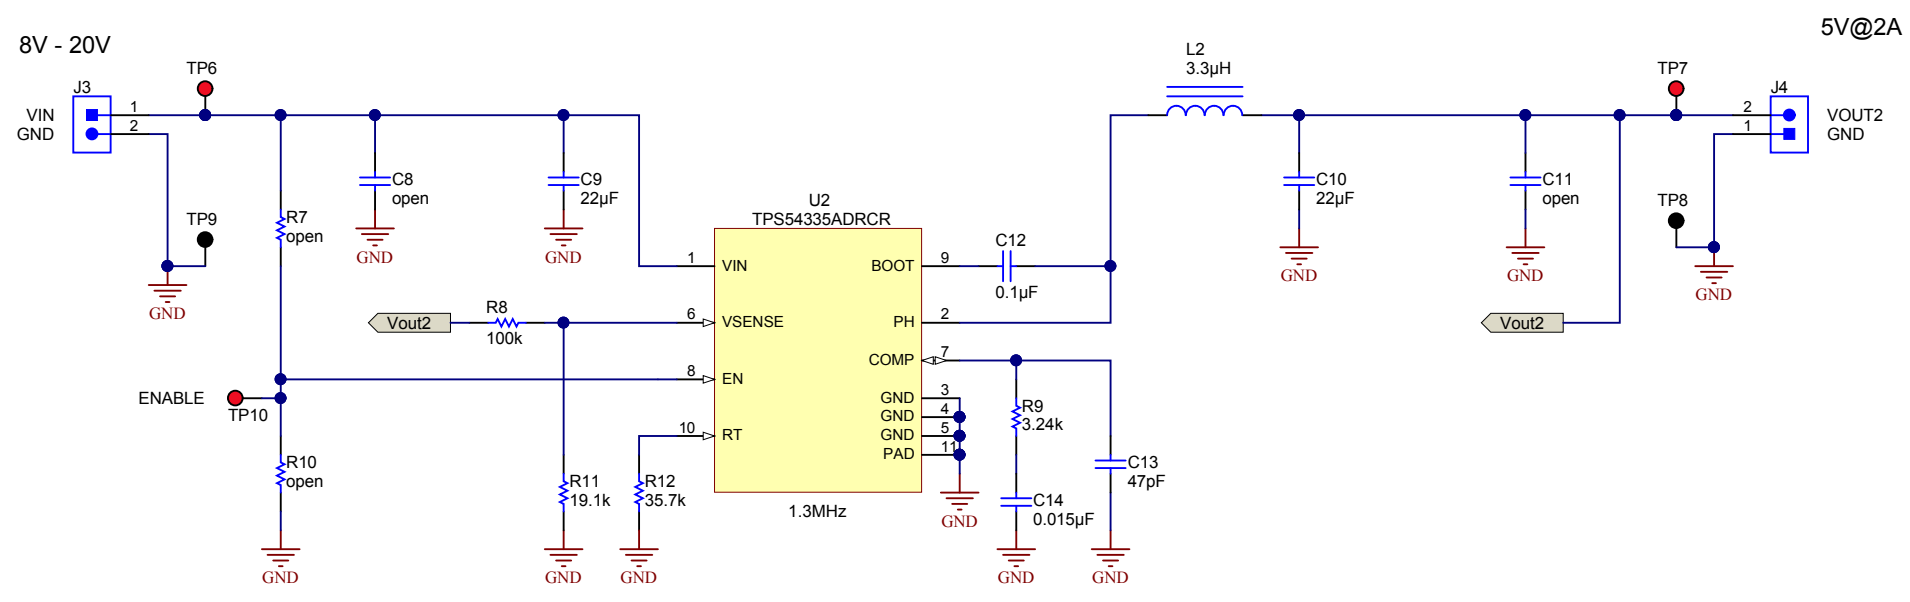 8V - 20V
5V@2A
J3
TP6
VIN
GND
1
2
TP9
GND
R7
open
C8
open
GND
C9
22µF
GND
L2
3.3µH
TP7
J4
2
1
VOUT2
GND
TP8
GND
C10
22µF
GND
C11
open
GND
Vout2
U2
TPS54335ADRCR
1
VIN
6
VSENSE
8
EN
10
RT
BOOT
9
PH
2
COMP
7
GND
3
GND
4
GND
5
PAD
11
1.3MHz
C12
0.1µF
Vout2
R8
100k
ENABLE
TP10
R10
open
GND
R11
19.1k
GND
R12
35.7k
GND
GND
R9
3.24k
C14
0.015µF
GND
C13
47pF
GND